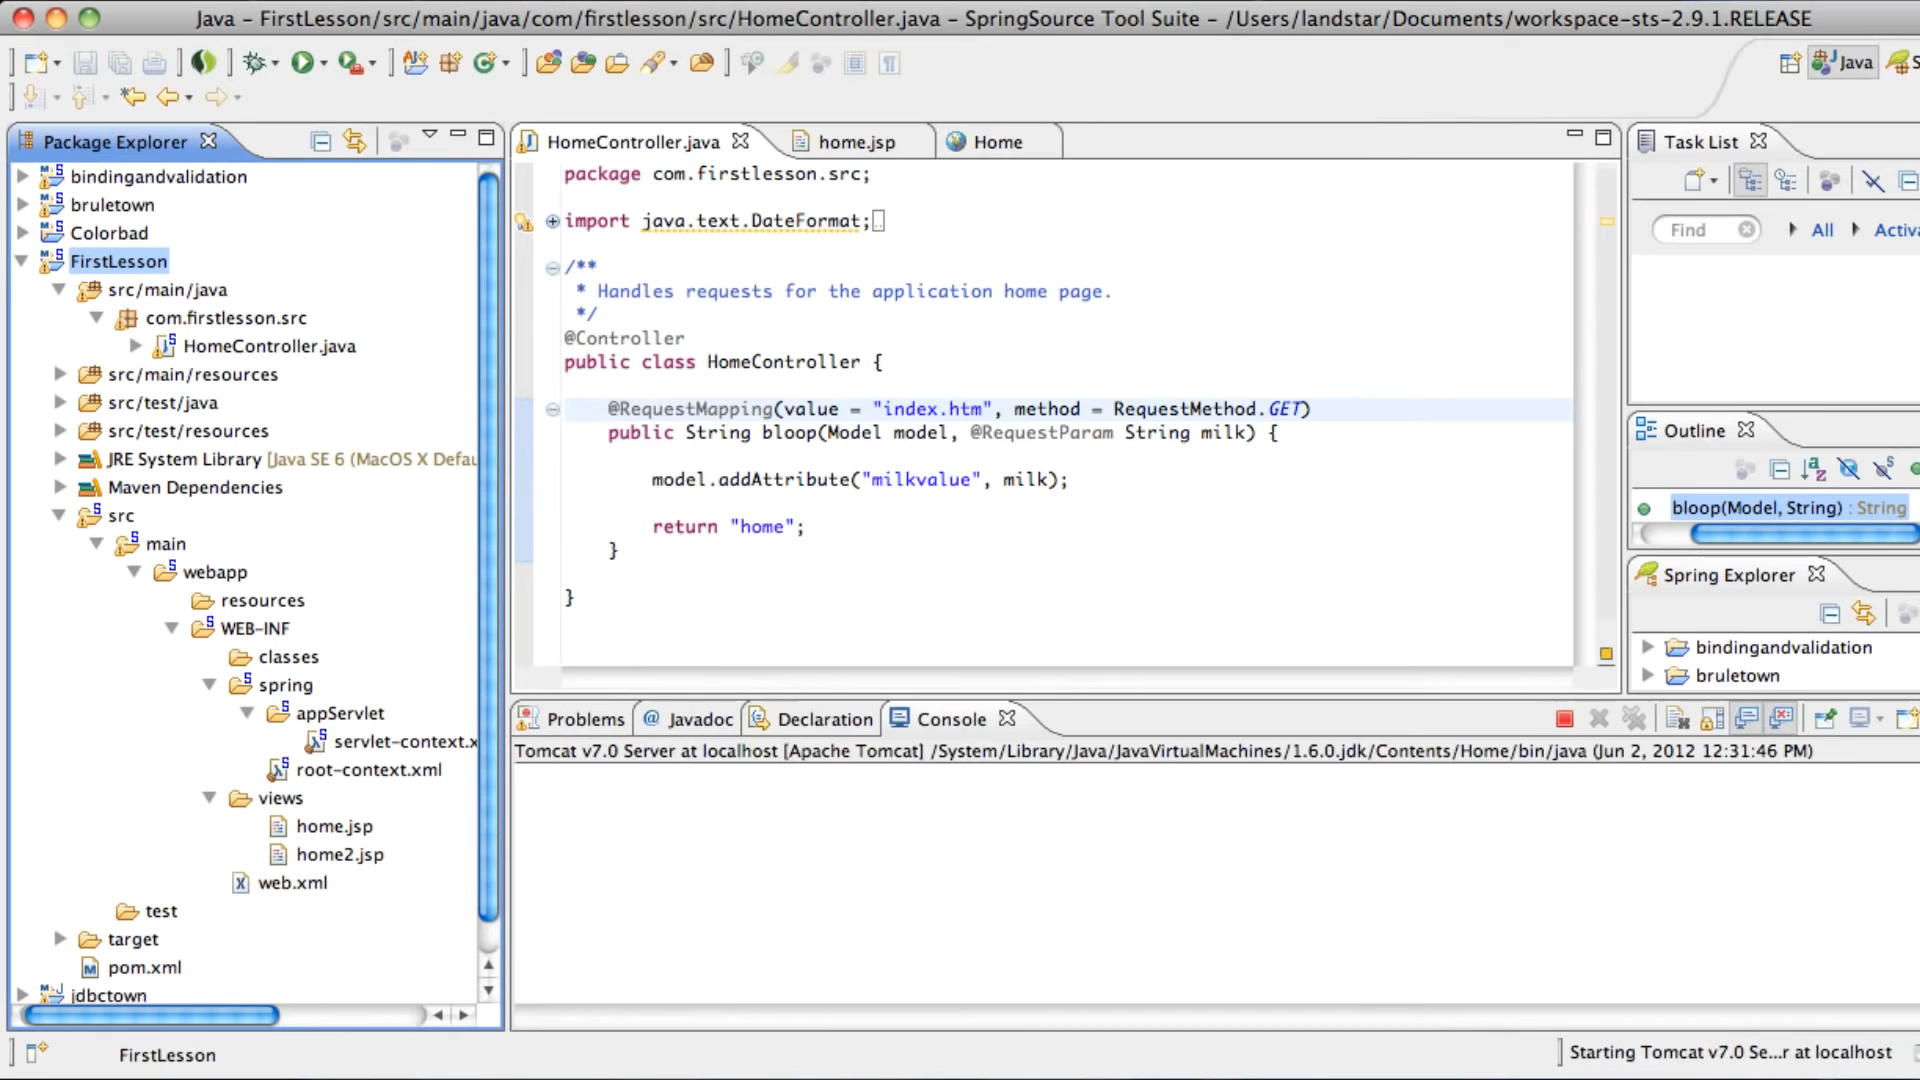 Java – FirstLesson/src/main/java/com/firstlesson/src/HomeController.java – SpringSource Tool Suite – /Users/landstar/Documents/workspace-sts-2.9.1.RELEASE
Java
Package Explorer
bindingandvalidation
bruletown
Colorbad
FirstLesson
src/main/java
com.firstlesson.src
HomeController.java
src/main/resources
src/test/java
src/test/resources
JRE System Library [Java SE 6 (MacOS X Defau
Maven Dependencies
src
main
webapp
resources
WEB-INF
classes
spring
appServlet
servlet-context.x
root-context.xml
views
home.jsp
home2.jsp
web.xml
test
target
pom.xml
jdbctown
HomeController.java
home.jsp
Home
package com.firstlesson.src;
import java.text.DateFormat;
/**
* Handles requests for the application home page.
*/
@Controller
public class HomeController {
@RequestMapping(value = "index.htm", method = RequestMethod.GET)
public String bloop(Model model, @RequestParam String milk) {
model.addAttribute("milkvalue", milk);
return "home";
}
}
Task List
Find
All
Activa
Outline
bloop(Model, String) : String
Spring Explorer
bindingandvalidation
bruletown
Problems
@ Javadoc
Declaration
Console
Tomcat v7.0 Server at localhost [Apache Tomcat] /System/Library/Java/JavaVirtualMachines/1.6.0.jdk/Contents/Home/bin/java (Jun 2, 2012 12:31:46 PM)
FirstLesson
Starting Tomcat v7.0 Se...r at localhost